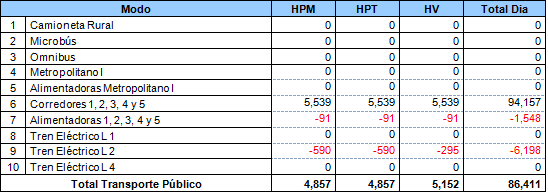 Modo HPM HPT HV Total Dia
1 Camioneta Rural 0 0 0 0
2 Microbús 0 0 0 0
3 Omnibus 0 0 0 0
4 Metropolitano I 0 0 0 0
5 Alimentadoras Metropolitano I 0 0 0 0
6 Corredores 1, 2, 3, 4 y 5 5,539 5,539 5,539 94,157
7 Alimentadoras 1, 2, 3, 4 y 5 -91 -91 -91 -1,548
8 Tren Eléctrico L 1 0 0 0 0
9 Tren Eléctrico L 2 -590 -590 -295 -6,198
10 Tren Eléctrico L 4 0 0 0 0
Total Transporte Público 4,857 4,857 5,152 86,411